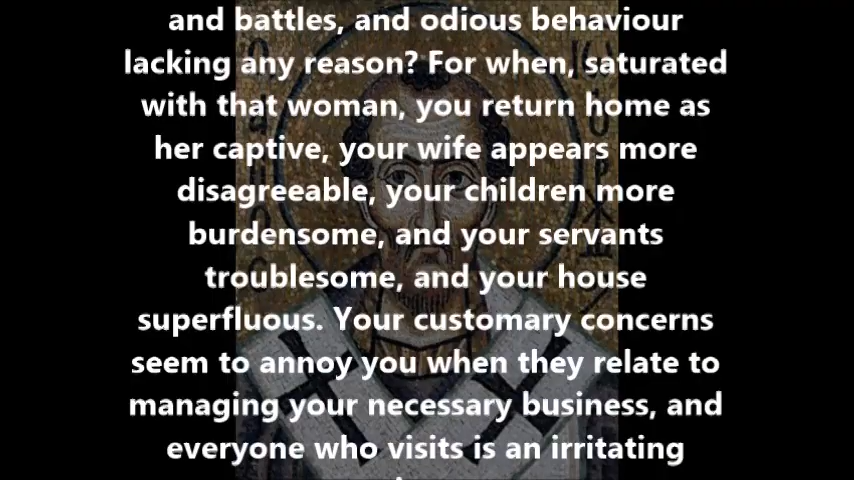 and battles, and odious behaviour
lacking any reason? For when, saturated
with that woman, you return home as
her captive, your wife appears more
disagreeable, your children more
burdensome, and your servants
troublesome, and your house
superfluous. Your customary concerns
seem to annoy you when they relate to
managing your necessary business, and
everyone who visits is an irritating